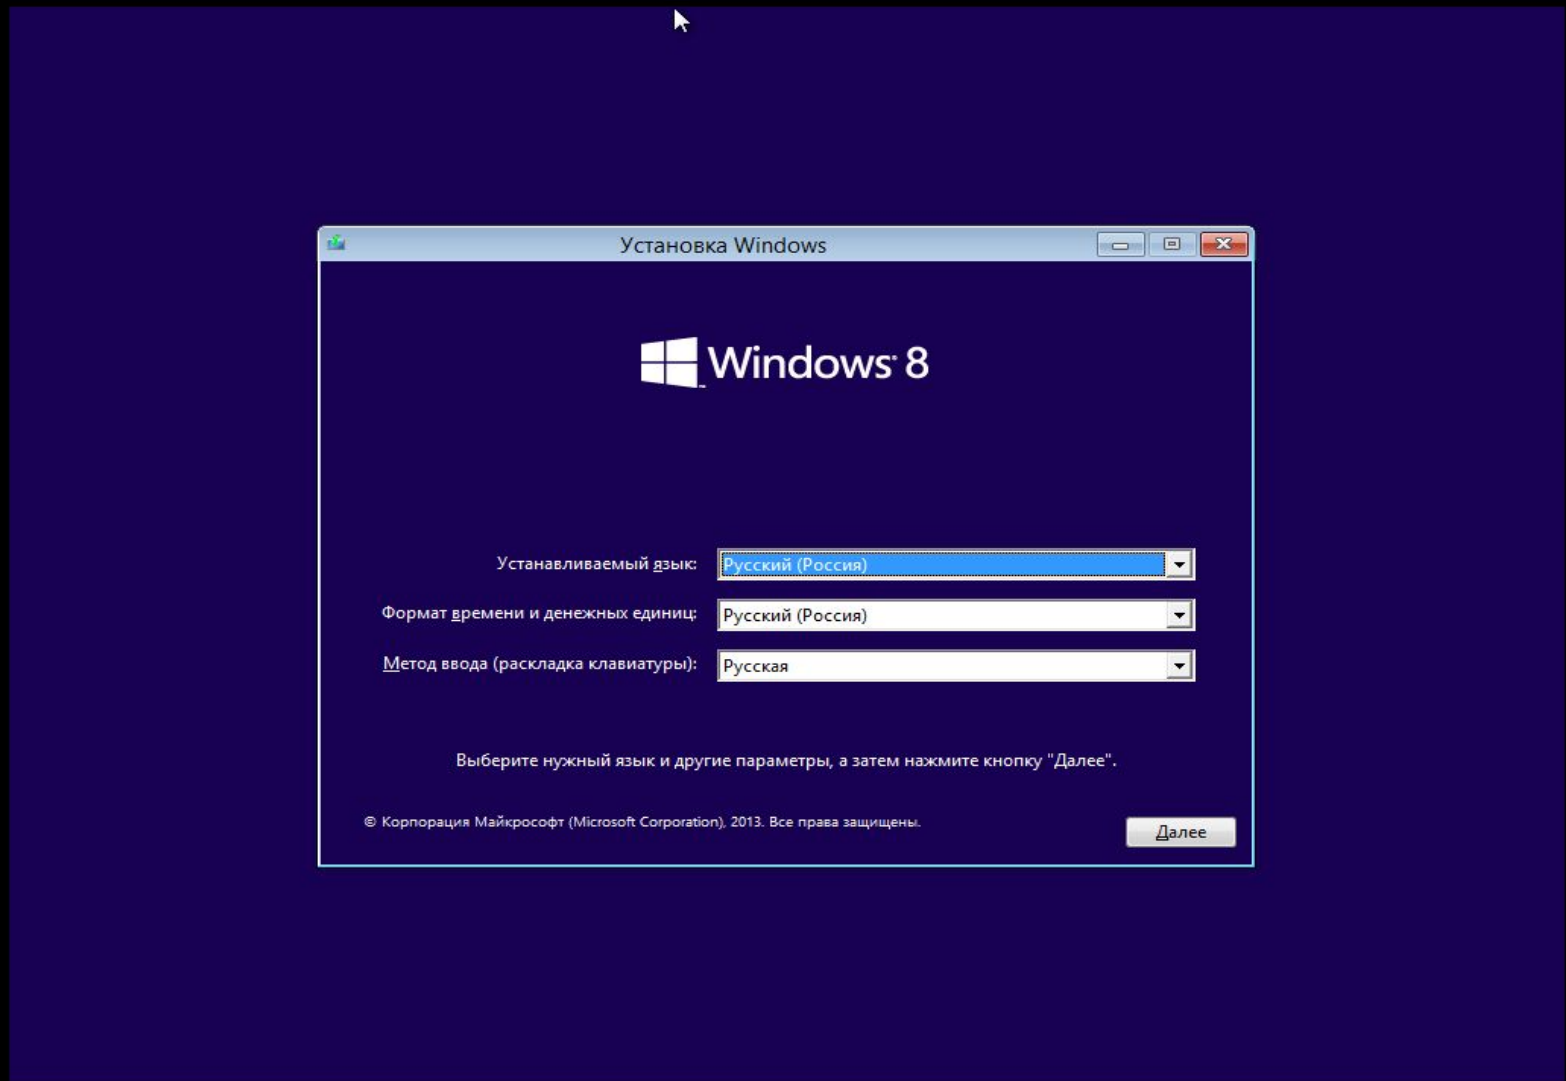 Установка Windows
Windows® 8
Устанавливаемый язык: Русский (Россия)
Формат времени и денежных единиц: Русский (Россия)
Метод ввода (раскладка клавиатуры): Русская
Выберите нужный язык и другие параметры, а затем нажмите кнопку "Далее".
© Корпорация Майкрософт (Microsoft Corporation), 2013. Все права защищены.
Далее